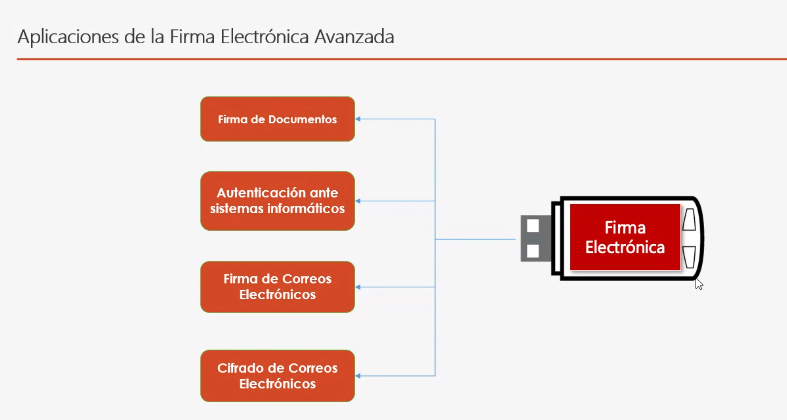 Aplicaciones de la Firma Electrónica Avanzada
Firma de Documentos
Autenticación ante
sistemas informáticos
Firma de Correos
Electrónicos
Cifrado de Correos
Electrónicos
Firma
Electrónica